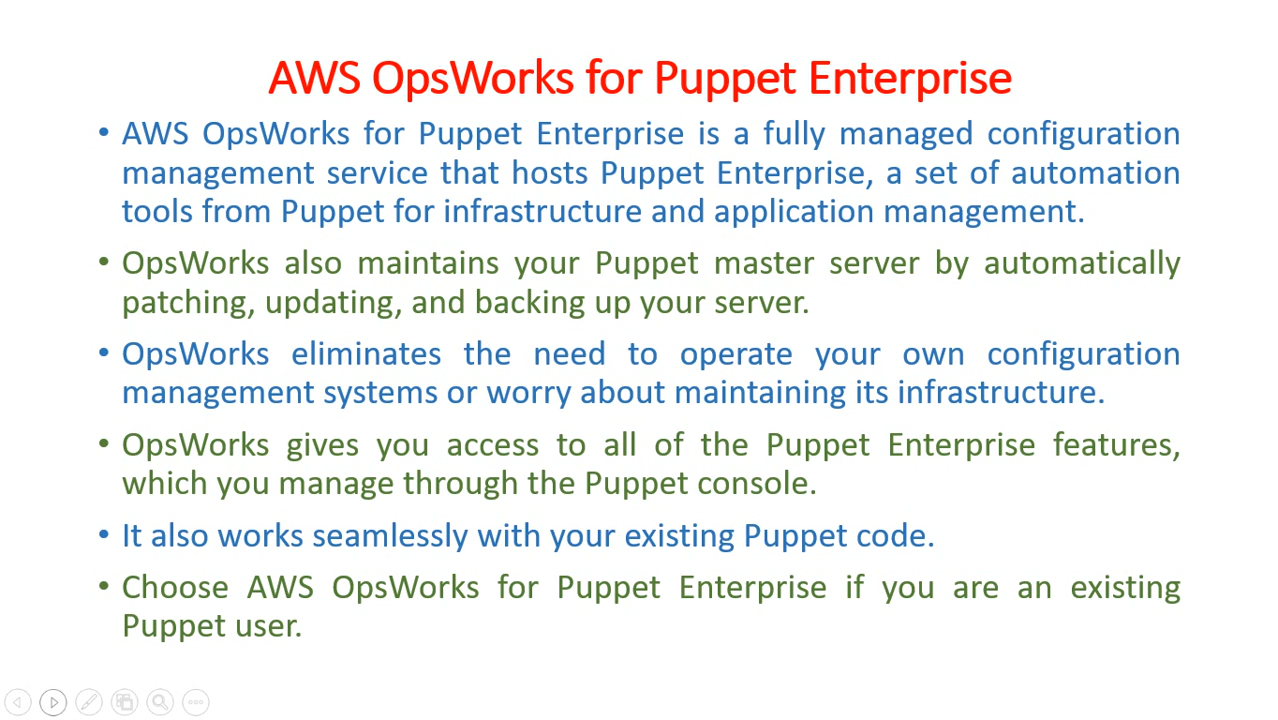 AWS OpsWorks for Puppet Enterprise
• AWS OpsWorks for Puppet Enterprise is a fully managed configuration
management service that hosts Puppet Enterprise, a set of automation
tools from Puppet for infrastructure and application management.
• OpsWorks also maintains your Puppet master server by automatically
patching, updating, and backing up your server.
• OpsWorks eliminates the need to operate your own configuration
management systems or worry about maintaining its infrastructure.
• OpsWorks gives you access to all of the Puppet Enterprise features,
which you manage through the Puppet console.
• It also works seamlessly with your existing Puppet code.
• Choose AWS OpsWorks for Puppet Enterprise if you are an existing
Puppet user.